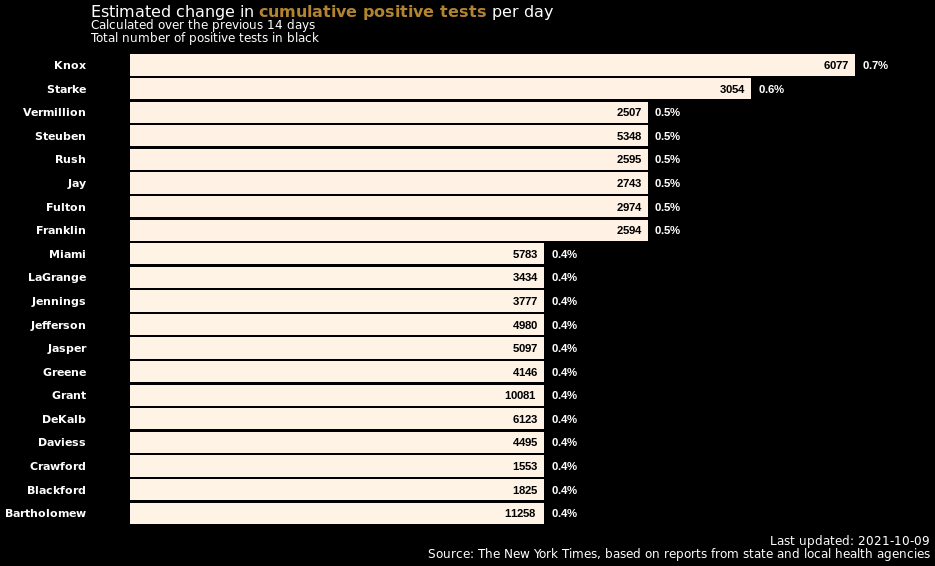 Estimated change in cumulative positive tests per day
Calculated over the previous 14 days
Total number of positive tests in black
Knox 6077 0.7%
Starke 3054 0.6%
Vermillion 2507 0.5%
Steuben 5348 0.5%
Rush 2595 0.5%
Jay 2743 0.5%
Fulton 2974 0.5%
Franklin 2594 0.5%
Miami 5783 0.4%
LaGrange 3434 0.4%
Jennings 3777 0.4%
Jefferson 4980 0.4%
Jasper 5097 0.4%
Greene 4146 0.4%
Grant 10081 0.4%
DeKalb 6123 0.4%
Daviess 4495 0.4%
Crawford 1553 0.4%
Blackford 1825 0.4%
Bartholomew 11258 0.4%
Last updated: 2021-10-09
Source: The New York Times, based on reports from state and local health agencies